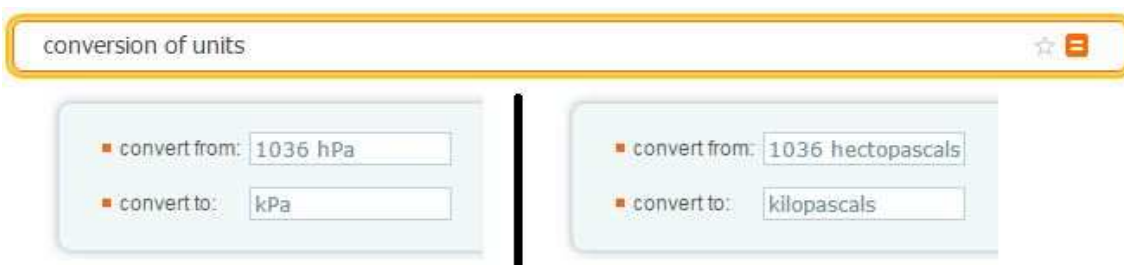 conversion of units
convert from: 1036 hPa
convert to: kPa
convert from: 1036 hectopascals
convert to: kilopascals